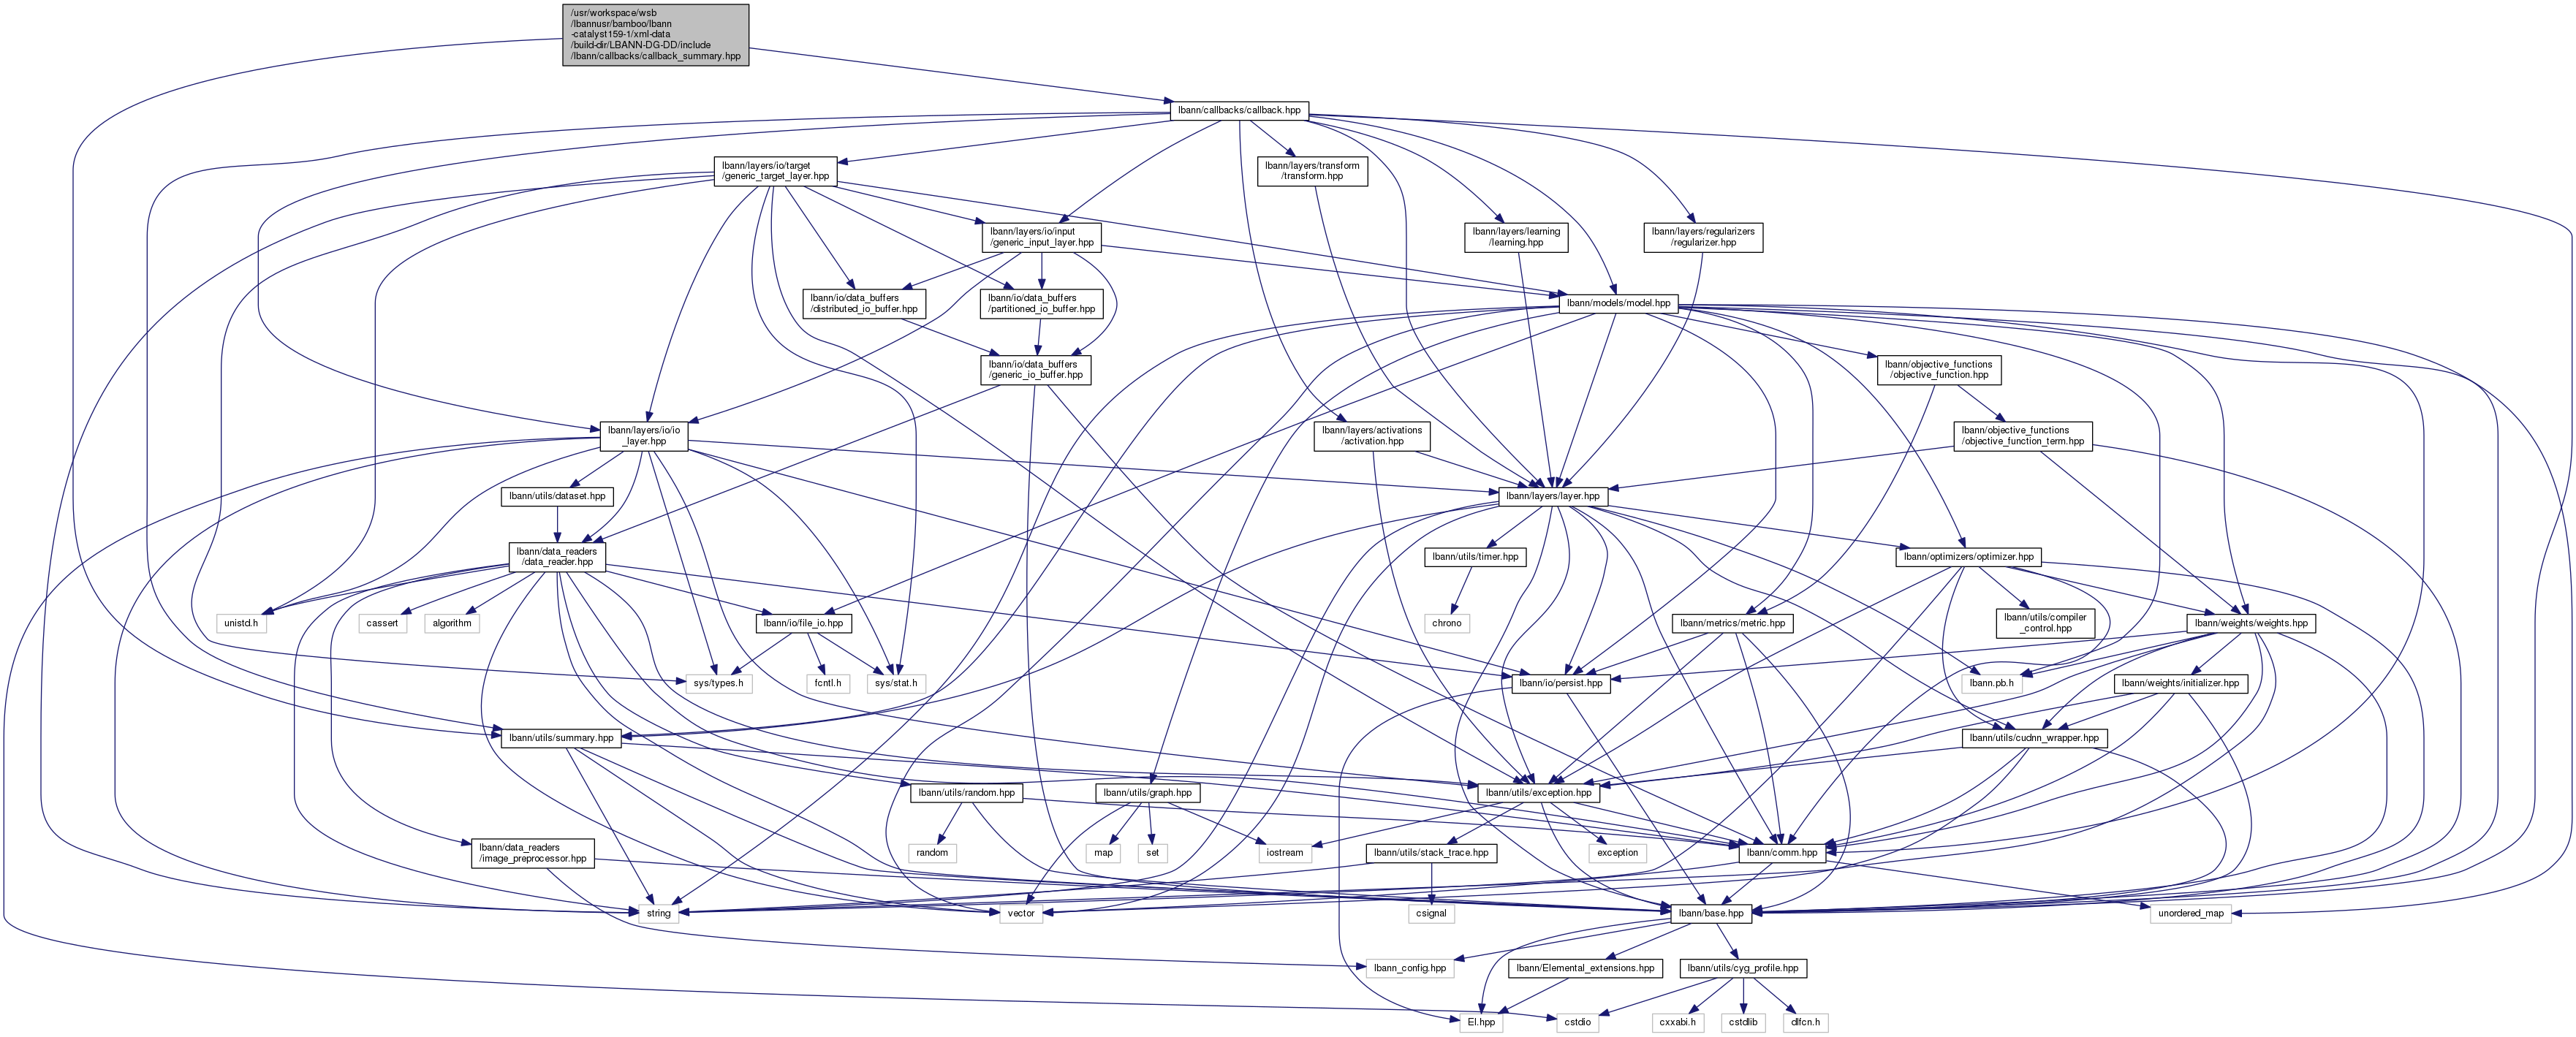 /usr/workspace/wsb
/lbannusr/bamboo/lbann
-catalyst159-1/xml-data
/build-dir/LBANN-DG-DD/include
/lbann/callbacks/callback_summary.hpp
lbann/callbacks/callback.hpp
lbann/layers/io/target
/generic_target_layer.hpp
lbann/layers/transform
/transform.hpp
lbann/layers/io/input
/generic_input_layer.hpp
lbann/layers/learning
/learning.hpp
lbann/layers/regularizers
/regularizer.hpp
lbann/io/data_buffers
/distributed_io_buffer.hpp
lbann/io/data_buffers
/partitioned_io_buffer.hpp
lbann/models/model.hpp
lbann/io/data_buffers
/generic_io_buffer.hpp
lbann/objective_functions
/objective_function.hpp
lbann/layers/io/io
_layer.hpp
lbann/layers/activations
/activation.hpp
lbann/objective_functions
/objective_function_term.hpp
lbann/utils/dataset.hpp
lbann/layers/layer.hpp
lbann/data_readers
/data_reader.hpp
lbann/utils/timer.hpp
lbann/optimizers/optimizer.hpp
unistd.h
cassert
algorithm
lbann/io/file_io.hpp
chrono
lbann/metrics/metric.hpp
lbann/utils/compiler
_control.hpp
lbann/weights/weights.hpp
sys/types.h
fcntl.h
sys/stat.h
lbann/io/persist.hpp
lbann.pb.h
lbann/weights/initializer.hpp
lbann/utils/summary.hpp
lbann/utils/cudnn_wrapper.hpp
lbann/utils/random.hpp
lbann/utils/graph.hpp
lbann/utils/exception.hpp
lbann/data_readers
/image_preprocessor.hpp
random
map
set
iostream
lbann/utils/stack_trace.hpp
exception
lbann/comm.hpp
string
vector
csignal
lbann/base.hpp
unordered_map
lbann_config.hpp
lbann/Elemental_extensions.hpp
lbann/utils/cyg_profile.hpp
El.hpp
cstdio
cxxabi.h
cstdlib
dlfcn.h